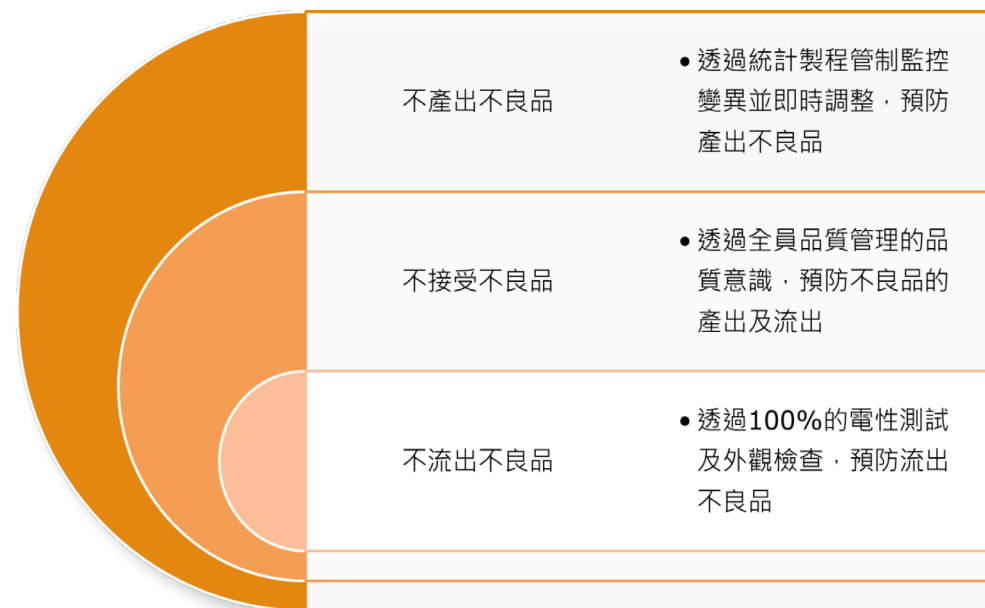 不產出不良品
• 透過統計製程管制監控
變異並即時調整，預防
產出不良品
不接受不良品
• 透過全員品質管理的品
質意識，預防不良品的
產出及流出
不流出不良品
• 透過100%的電性測試
及外觀檢查，預防流出
不良品